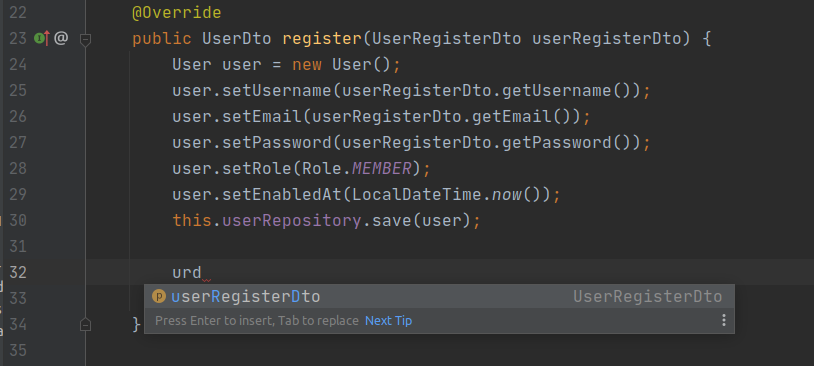 22 @Override
23 @ public UserDto register(UserRegisterDto userRegisterDto) {
24 User user = new User();
25 user.setUsername(userRegisterDto.getUsername());
26 user.setEmail(userRegisterDto.getEmail());
27 user.setPassword(userRegisterDto.getPassword());
28 user.setRole(Role.MEMBER);
29 user.setEnabledAt(LocalDateTime.now());
30 this.userRepository.save(user);
31
32 urd
33 p userRegisterDto UserRegisterDto
Press Enter to insert, Tab to replace Next Tip
34 }
35